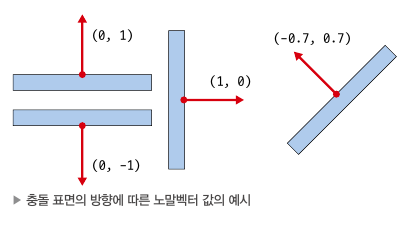 (0, 1)
(0, -1)
(1, 0)
(-0.7, 0.7)
▶ 충돌 표면의 방향에 따른 노말벡터 값의 예시